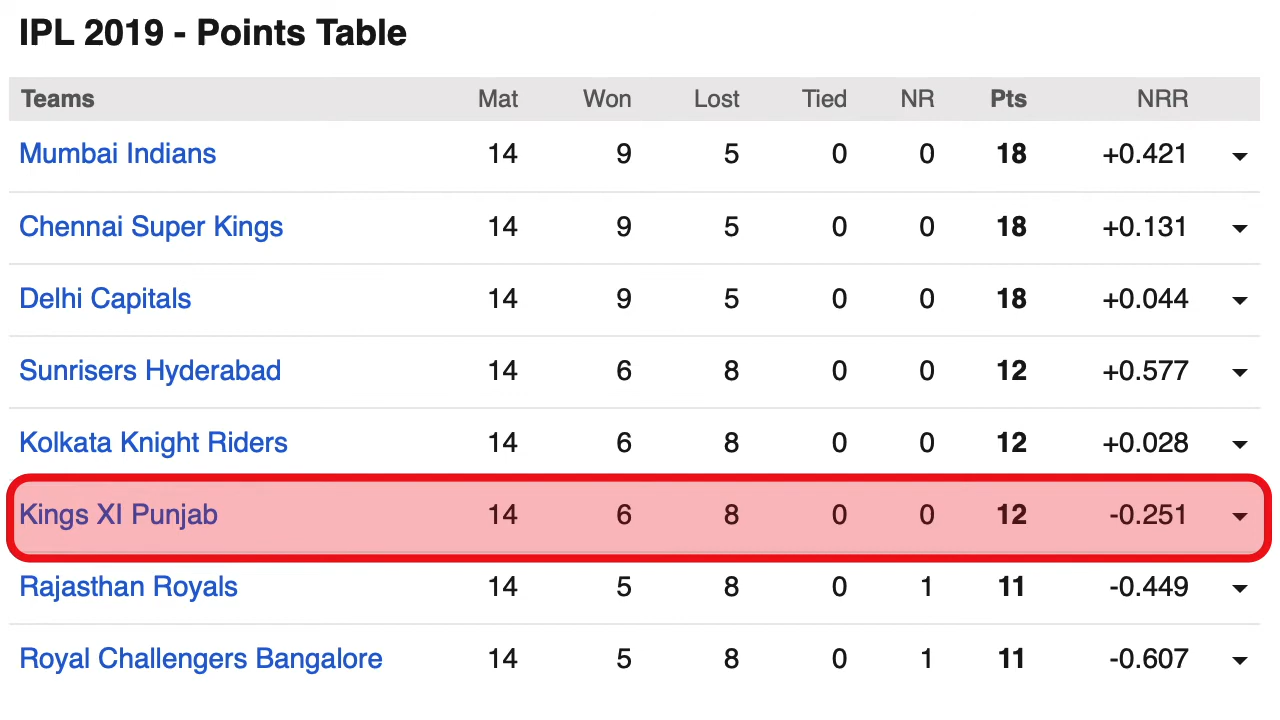 IPL 2019 - Points Table
Teams Mat Won Lost Tied NR Pts NRR
Mumbai Indians 14 9 5 0 0 18 +0.421
Chennai Super Kings 14 9 5 0 0 18 +0.131
Delhi Capitals 14 9 5 0 0 18 +0.044
Sunrisers Hyderabad 14 6 8 0 0 12 +0.577
Kolkata Knight Riders 14 6 8 0 0 12 +0.028
Kings XI Punjab 14 6 8 0 0 12 -0.251
Rajasthan Royals 14 5 8 0 1 11 -0.449
Royal Challengers Bangalore 14 5 8 0 1 11 -0.607